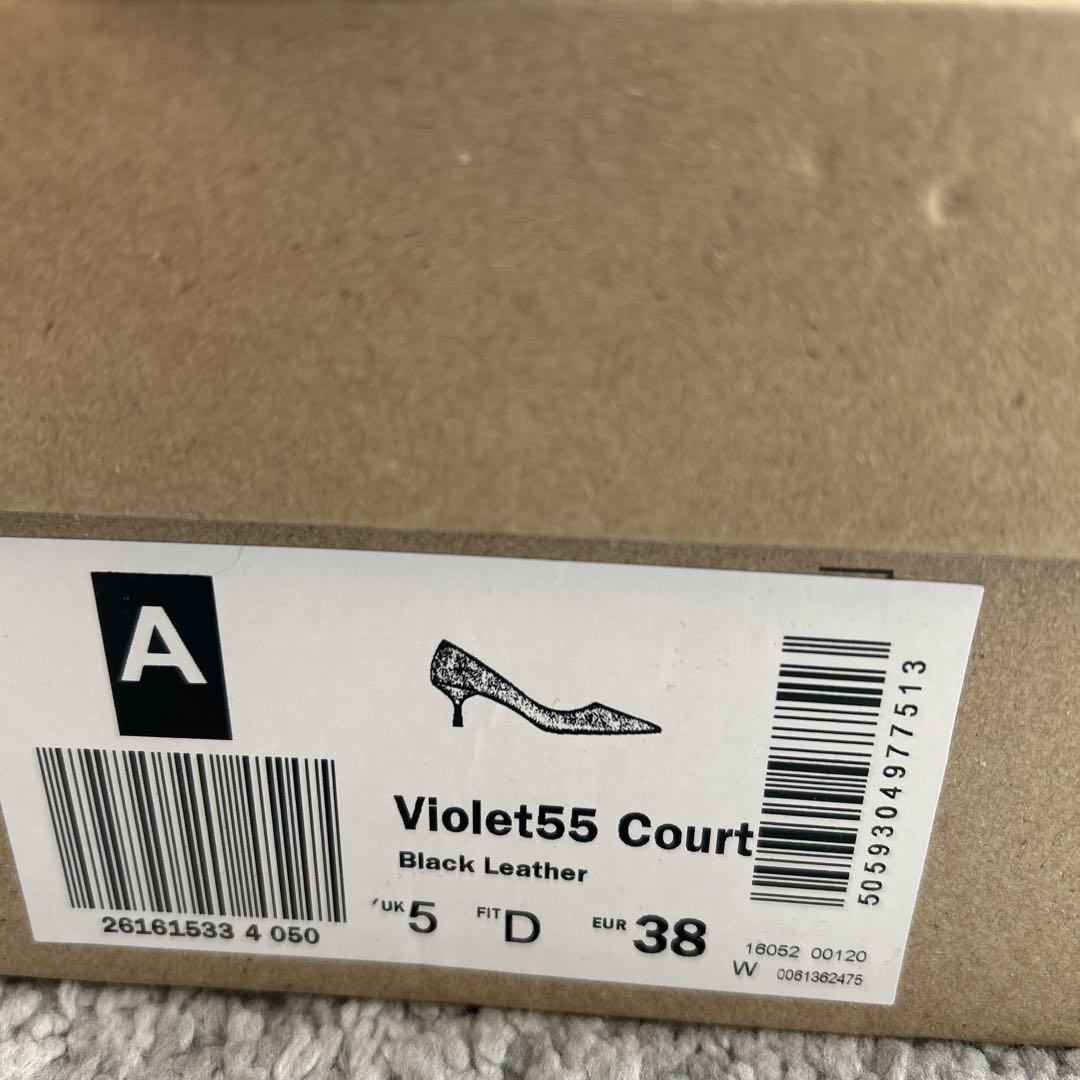 A
Violet55 Court
Black Leather
UK 5 FIT D EUR 38
26161533 4 050
5059304977513
16052 00120
W 0061362475